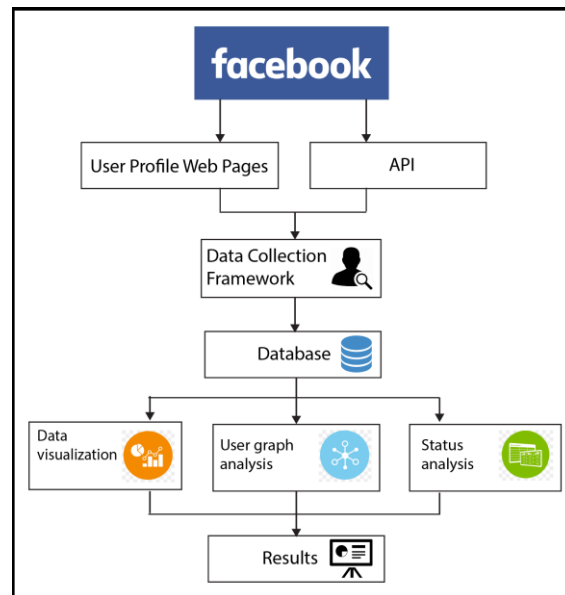 facebook
User Profile Web Pages
API
Data Collection
Framework
Database
Data
visualization
User graph
analysis
Status
analysis
Results